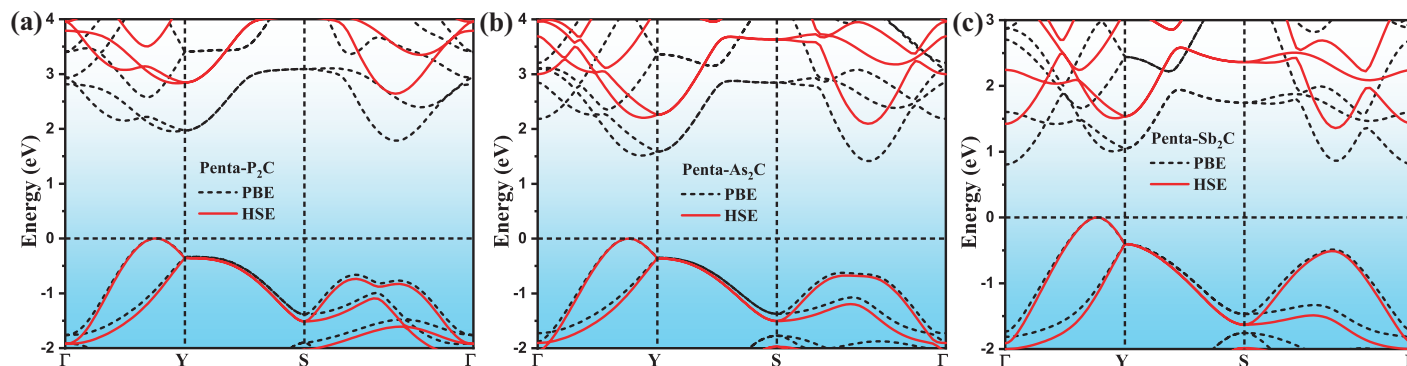 (a)
Energy (eV)
4
3
2
1
0
-1
-2
Penta-P₂C
PBE
HSE
Γ Y S Γ
(b)
Energy (eV)
4
3
2
1
0
-1
-2
Penta-As₂C
PBE
HSE
Γ Y S Γ
(c)
Energy (eV)
3
2
1
0
-1
-2
Penta-Sb₂C
PBE
HSE
Γ Y S